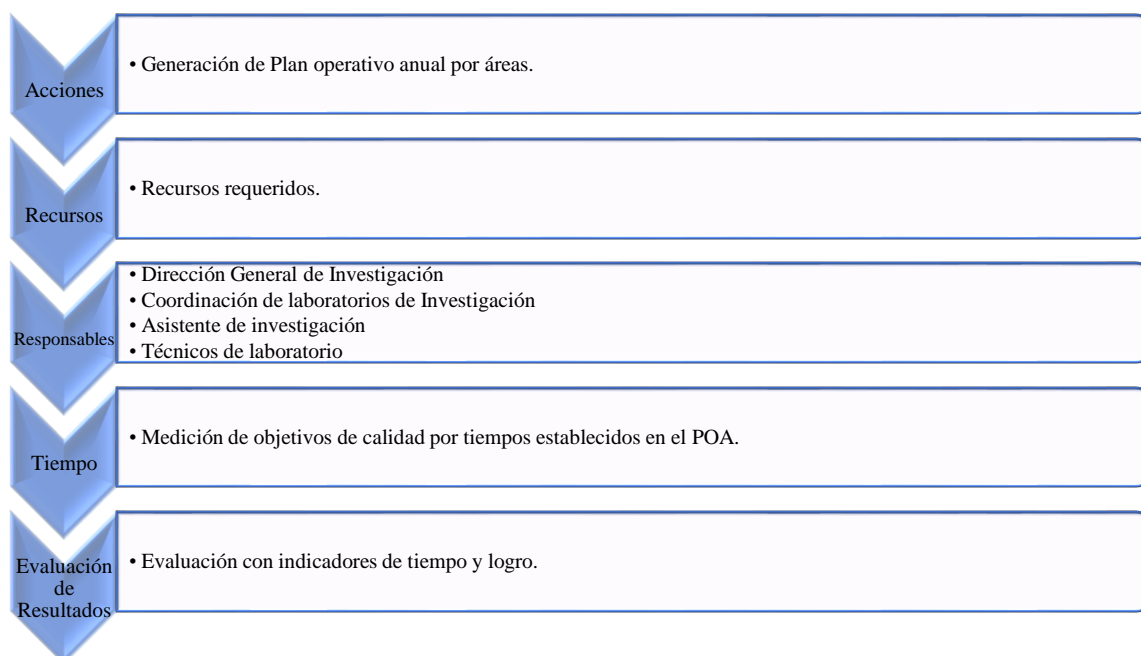 Acciones
• Generación de Plan operativo anual por áreas.
Recursos
• Recursos requeridos.
Responsables
• Dirección General de Investigación
• Coordinación de laboratorios de Investigación
• Asistente de investigación
• Técnicos de laboratorio
Tiempo
• Medición de objetivos de calidad por tiempos establecidos en el POA.
Evaluación
de
Resultados
• Evaluación con indicadores de tiempo y logro.